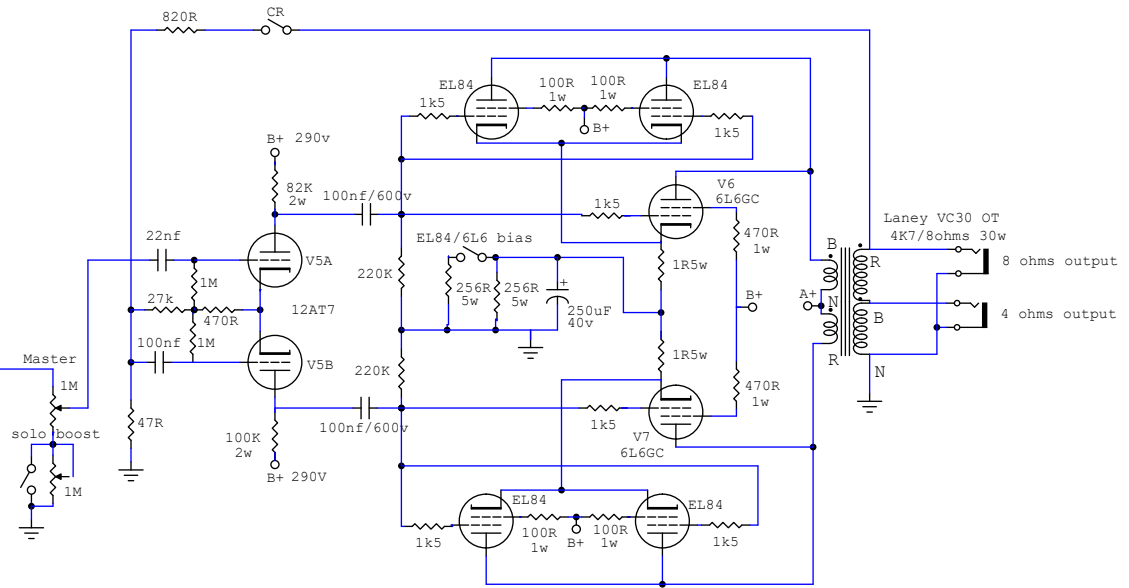 820R
CR
EL84
100R
1w
100R
1w
EL84
1k5
B+
1k5
B+ 290v
82K
2w
100nf/600v
V6
6L6GC
1k5
Laney VC30 OT
4K7/8ohms 30w
22nf
V5A
EL84/6L6 bias
470R
1w
B
R
8 ohms output
1M
220K
256R
5w
256R
5w
+
1R5w
27k
470R
12AT7
250uF
40v
B+
A+
N
B
4 ohms output
100nf
1M
V5B
1R5w
R
N
Master
1M
220K
470R
1w
47R
100nf/600v
1k5
V7
6L6GC
solo boost
100K
2w
1M
B+ 290V
EL84
EL84
1k5
100R
1w
B+
100R
1w
1k5